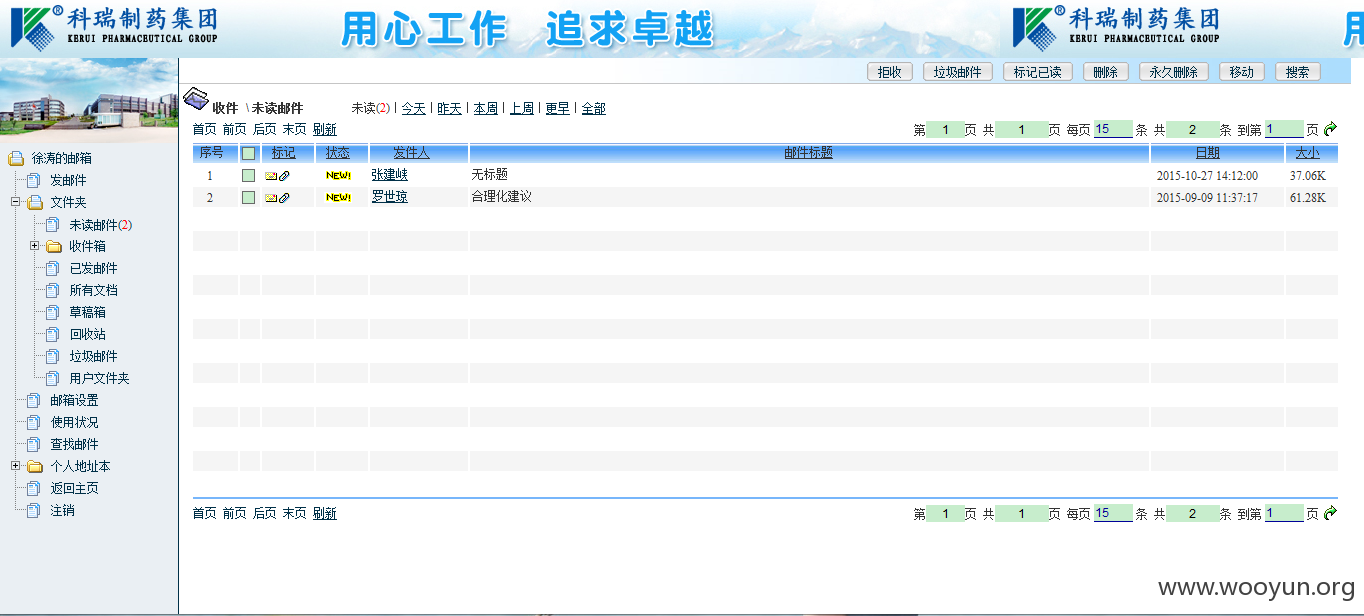 科瑞制药集团
KERUI PHARMACEUTICAL GROUP
用心工作 追求卓越
科瑞制药集团
KERUI PHARMACEUTICAL GROUP
拒收 垃圾邮件 标记已读 删除 永久删除 移动 搜索
收件 \ 未读邮件 未读(2) | 今天 | 昨天 | 本周 | 上周 | 更早 | 全部
首页 前页 后页 末页 刷新 第 1 页 共 1 页 每页 15 条 共 2 条 到第 1 页
序号 标记 状态 发件人 邮件标题 日期 大小
1 NEW! 张建峡 无标题 2015-10-27 14:12:00 37.06K
2 NEW! 罗世琼 合理化建议 2015-09-09 11:37:17 61.28K
徐涛的邮箱
发邮件
文件夹
未读邮件(2)
收件箱
已发邮件
所有文档
草稿箱
回收站
垃圾邮件
用户文件夹
邮箱设置
使用状况
查找邮件
个人地址本
返回主页
注销
首页 前页 后页 末页 刷新 第 1 页 共 1 页 每页 15 条 共 2 条 到第 1 页
www.wooyun.org